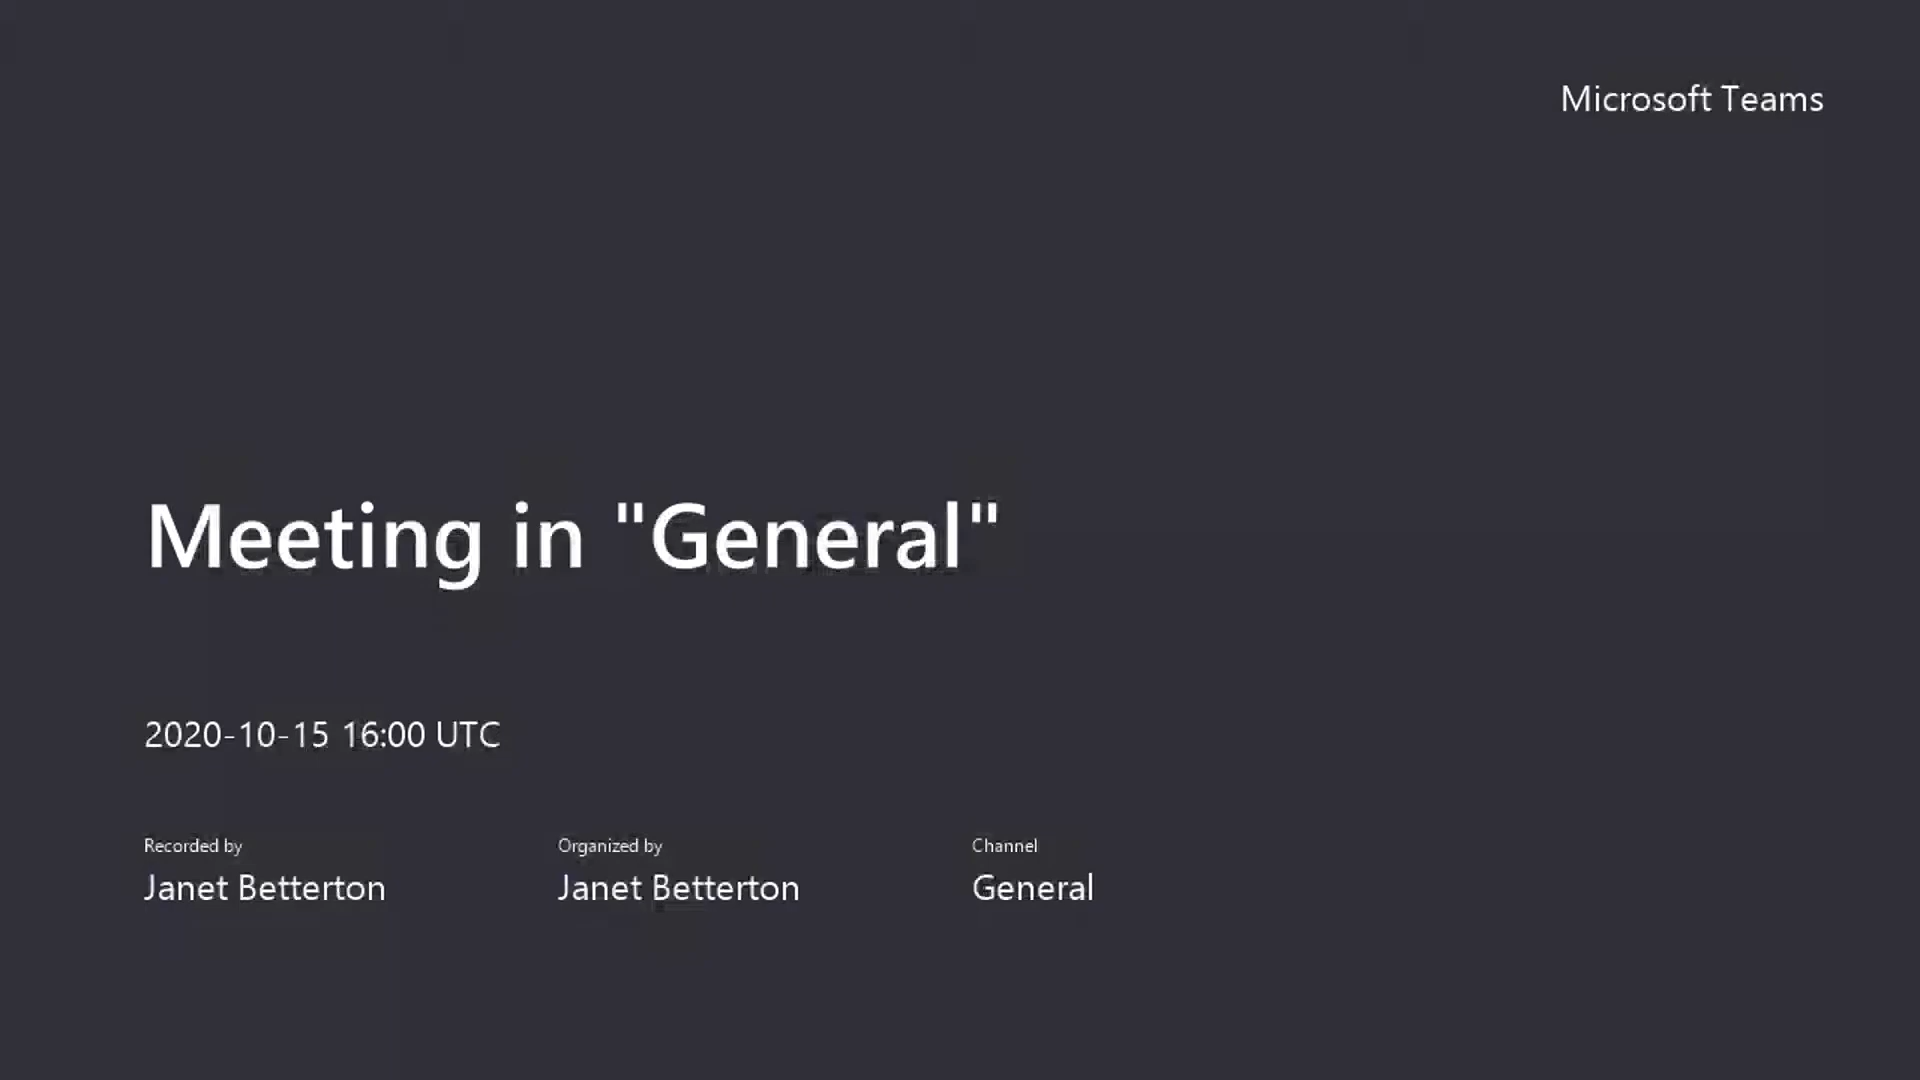 Microsoft Teams
Meeting in "General"
2020-10-15 16:00 UTC
Recorded by
Janet Betterton
Organized by
Janet Betterton
Channel
General